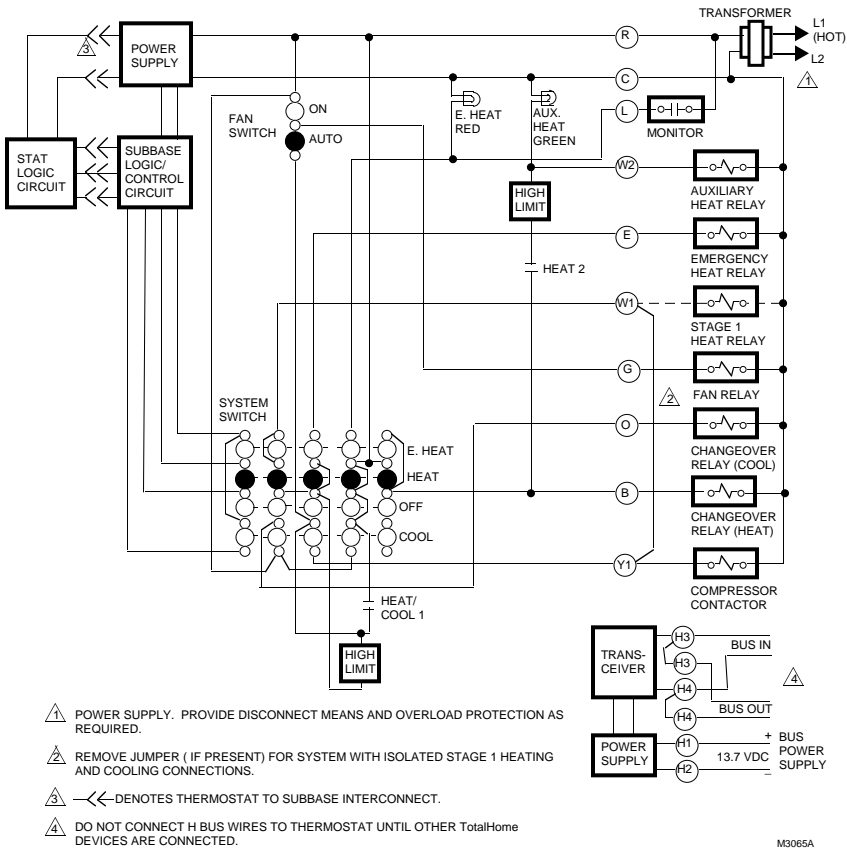 TRANSFORMER
L1
(HOT)
L2
1
3
POWER
SUPPLY
R
C
L
MONITOR
FAN
SWITCH
ON
AUTO
E. HEAT
RED
AUX.
HEAT
GREEN
STAT
LOGIC
CIRCUIT
SUBBASE
LOGIC/
CONTROL
CIRCUIT
HIGH
LIMIT
HEAT 2
W2
AUXILIARY
HEAT RELAY
E
EMERGENCY
HEAT RELAY
W1
STAGE 1
HEAT RELAY
G
2
FAN RELAY
O
CHANGEOVER
RELAY (COOL)
B
CHANGEOVER
RELAY (HEAT)
Y1
COMPRESSOR
CONTACTOR
SYSTEM
SWITCH
E. HEAT
HEAT
OFF
COOL
HEAT/
COOL 1
HIGH
LIMIT
TRANS-
CEIVER
H3
BUS IN
H3
H4
4
BUS OUT
H4
POWER
SUPPLY
H1
H2
+
13.7 VDC
–
BUS
POWER
SUPPLY
1 POWER SUPPLY. PROVIDE DISCONNECT MEANS AND OVERLOAD PROTECTION AS
REQUIRED.
2 REMOVE JUMPER ( IF PRESENT) FOR SYSTEM WITH ISOLATED STAGE 1 HEATING
AND COOLING CONNECTIONS.
3 DENOTES THERMOSTAT TO SUBBASE INTERCONNECT.
4 DO NOT CONNECT H BUS WIRES TO THERMOSTAT UNTIL OTHER TotalHome
DEVICES ARE CONNECTED.
M3065A